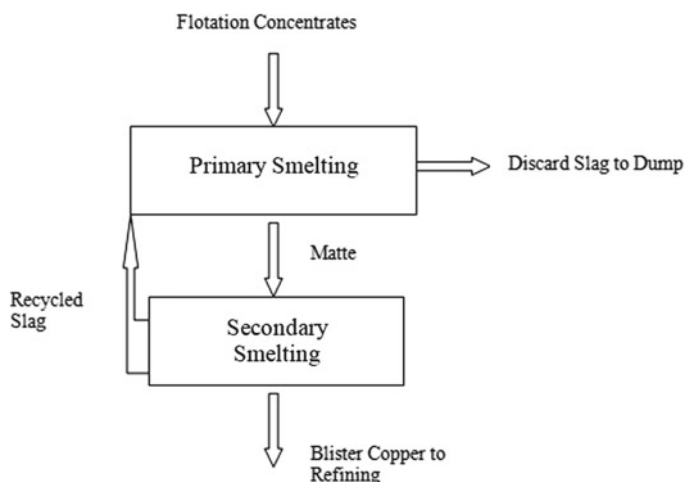 Flotation Concentrates
Primary Smelting
Discard Slag to Dump
Matte
Recycled
Slag
Secondary
Smelting
Blister Copper to
Refining